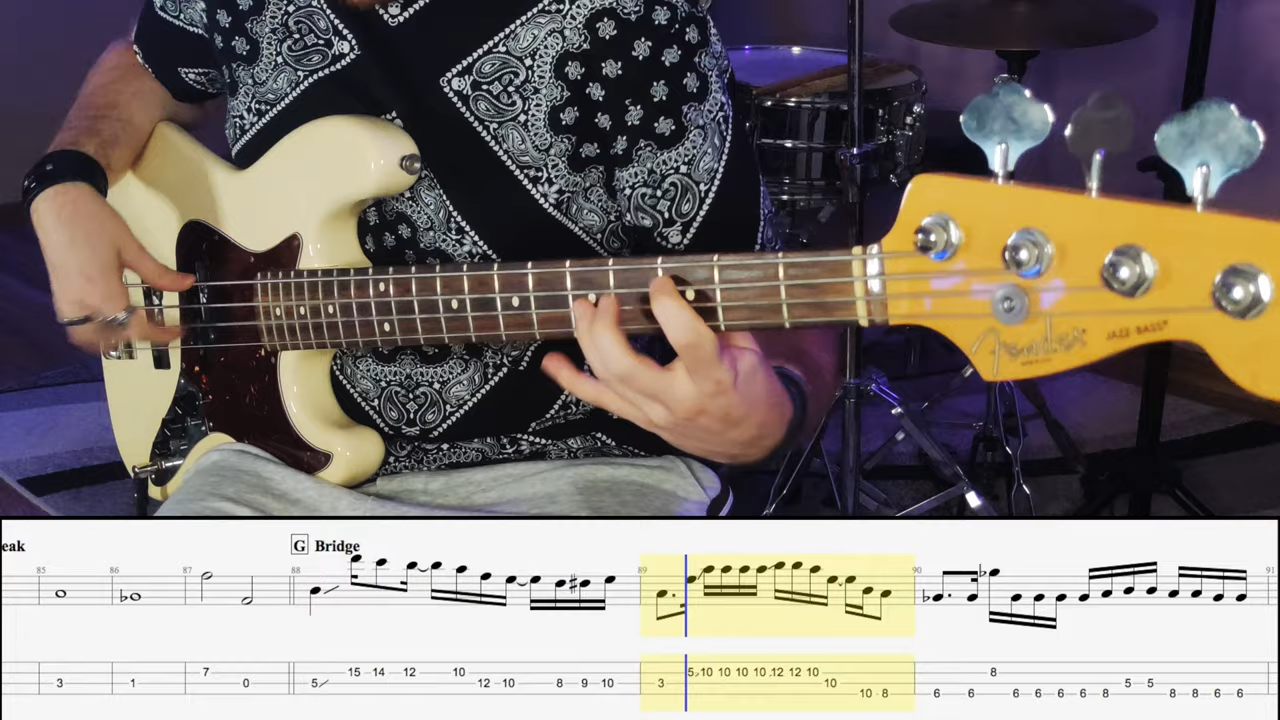 Fender
JAZZ BASS
eak
G Bridge
85 86 87 88 89 90 91
3 1 7 0 5 15 14 12 10 12 10 8 9 10 3 5 10 10 10 10 12 12 10 10 10 8 6 6 8 6 6 6 6 8 5 5 8 8 6 6